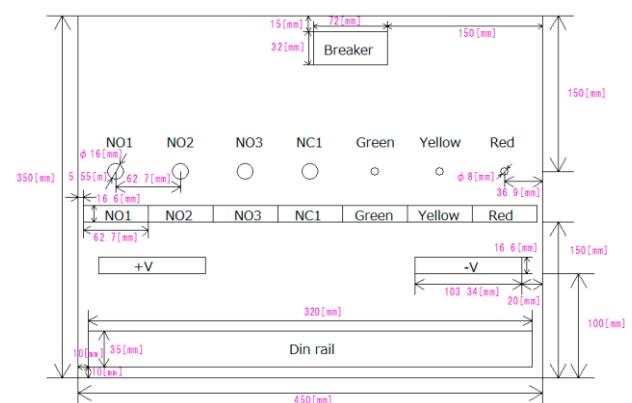 15[mm] 72[mm] 150[mm]
32[mm] Breaker
150[mm]
NO1 NO2 NO3 NC1 Green Yellow Red
φ16[mm]
350[mm] 5.55[m] 62.7[mm] φ8[mm]
36.9[mm]
16.6[mm]
NO1 NO2 NO3 NC1 Green Yellow Red
62.7[mm]
16.6[mm] 150[mm]
+V -V
103.34[mm] 20[mm]
320[mm] 100[mm]
35[mm] Din rail
10[mm]
10[mm]
450[mm]